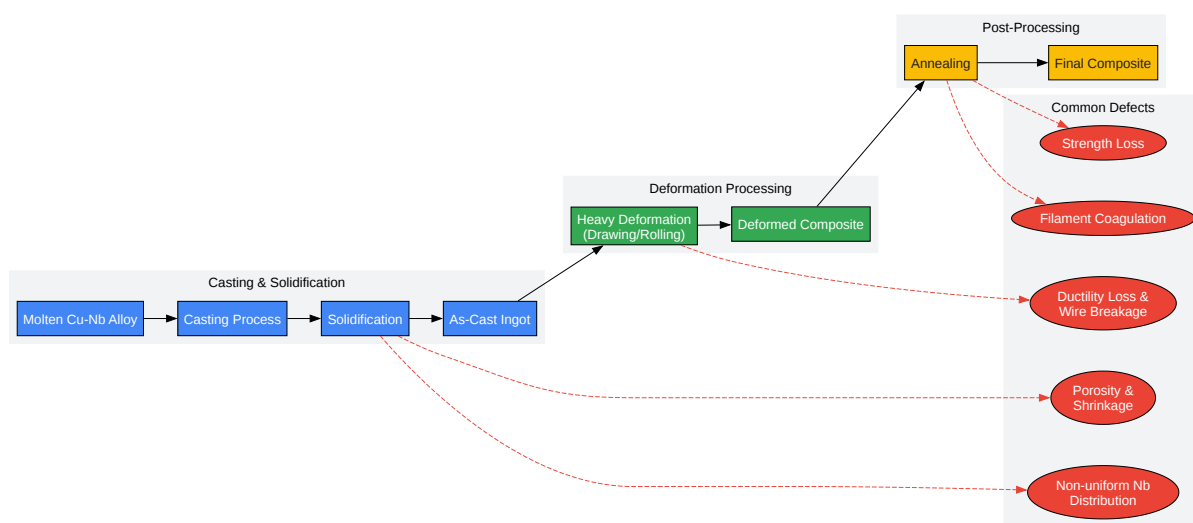 Post-Processing
Annealing
Final Composite
Common Defects
Strength Loss
Deformation Processing
Heavy Deformation
(Drawing/Rolling)
Deformed Composite
Filament Coagulation
Casting & Solidification
Molten Cu-Nb Alloy
Casting Process
Solidification
As-Cast Ingot
Ductility Loss &
Wire Breakage
Porosity &
Shrinkage
Non-uniform Nb
Distribution